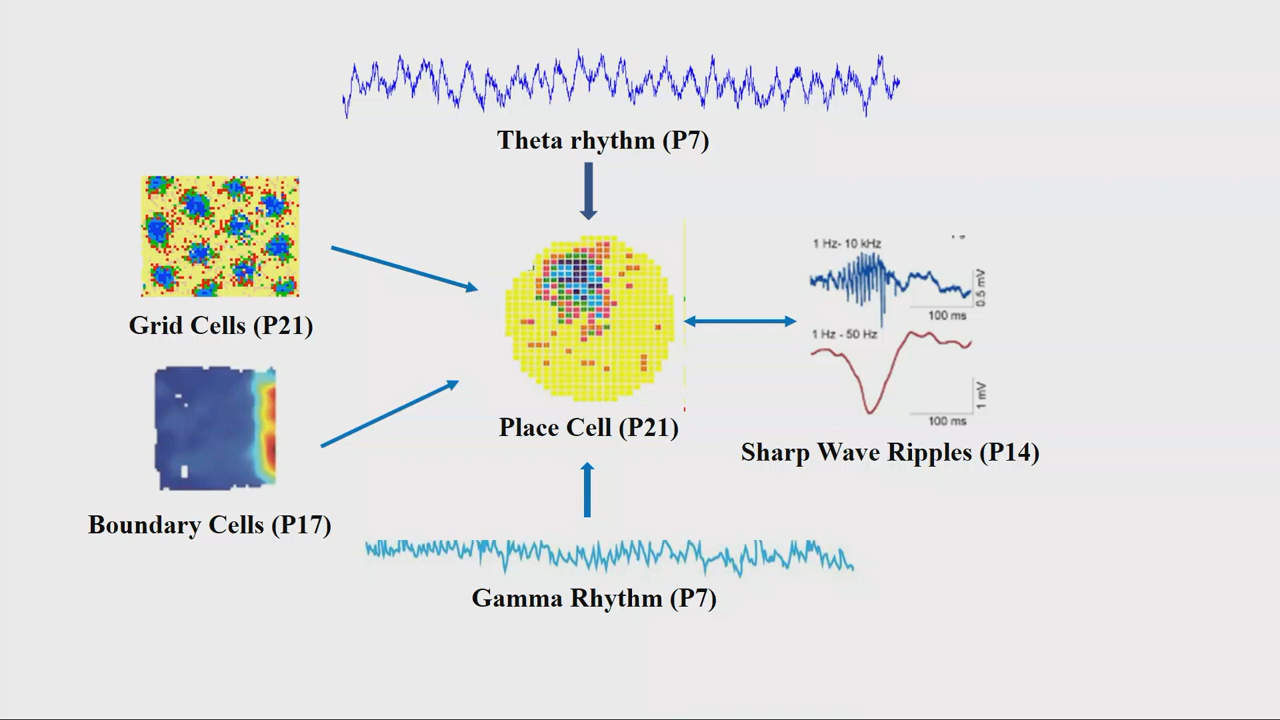 Theta rhythm (P7)
Grid Cells (P21)
1 Hz- 10 kHz
0.5 mV
100 ms
1 Hz - 50 Hz
1 mV
100 ms
Place Cell (P21)
Sharp Wave Ripples (P14)
Boundary Cells (P17)
Gamma Rhythm (P7)